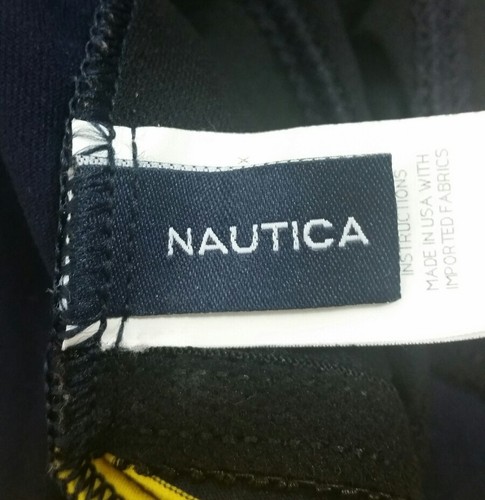 NAUTICA
INSTRUCTIONS
MADE IN USA WITH
IMPORTED FABRICS